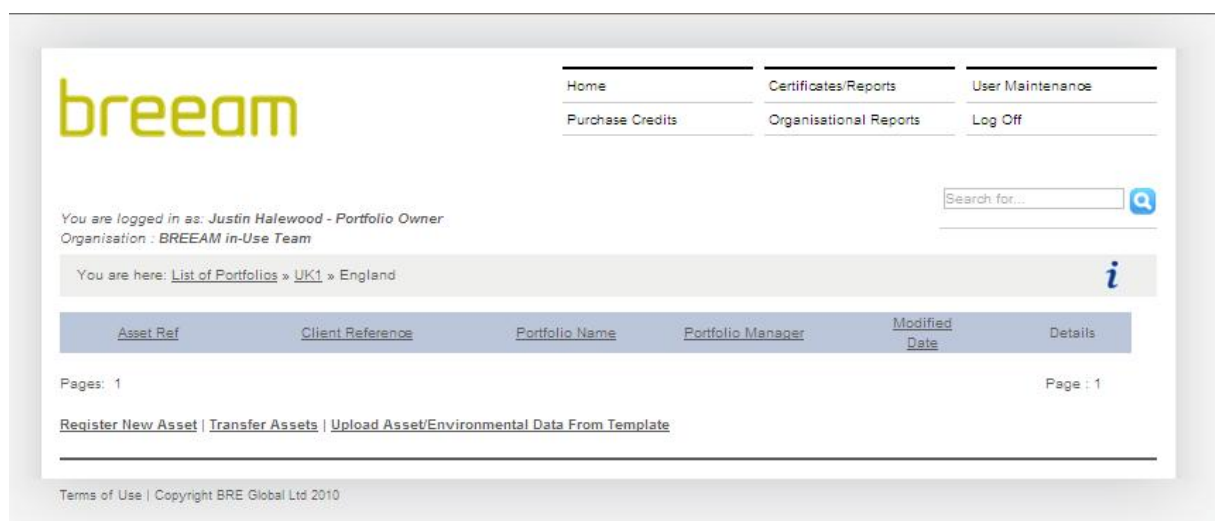 breeam
Home Certificates/Reports User Maintenance
Purchase Credits Organisational Reports Log Off
Search for...
You are logged in as: Justin Halewood - Portfolio Owner
Organisation : BREEAM in-Use Team
You are here: List of Portfolios » UK1 » England i
Asset Ref Client Reference Portfolio Name Portfolio Manager Modified Date Details
Pages: 1 Page : 1
Register New Asset | Transfer Assets | Upload Asset/Environmental Data From Template
Terms of Use | Copyright BRE Global Ltd 2010